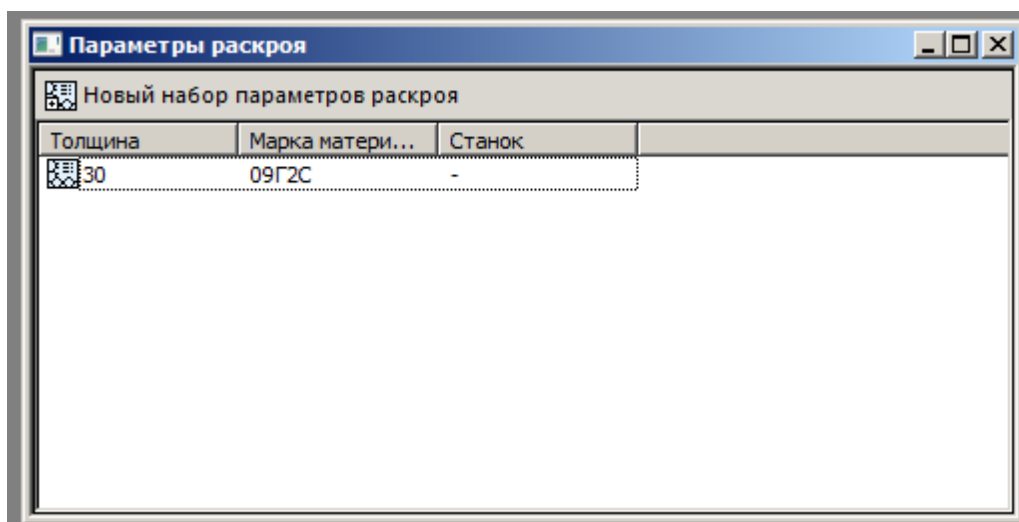 Параметры раскроя
Новый набор параметров раскроя
Толщина Марка матери... Станок
30 09Г2С -